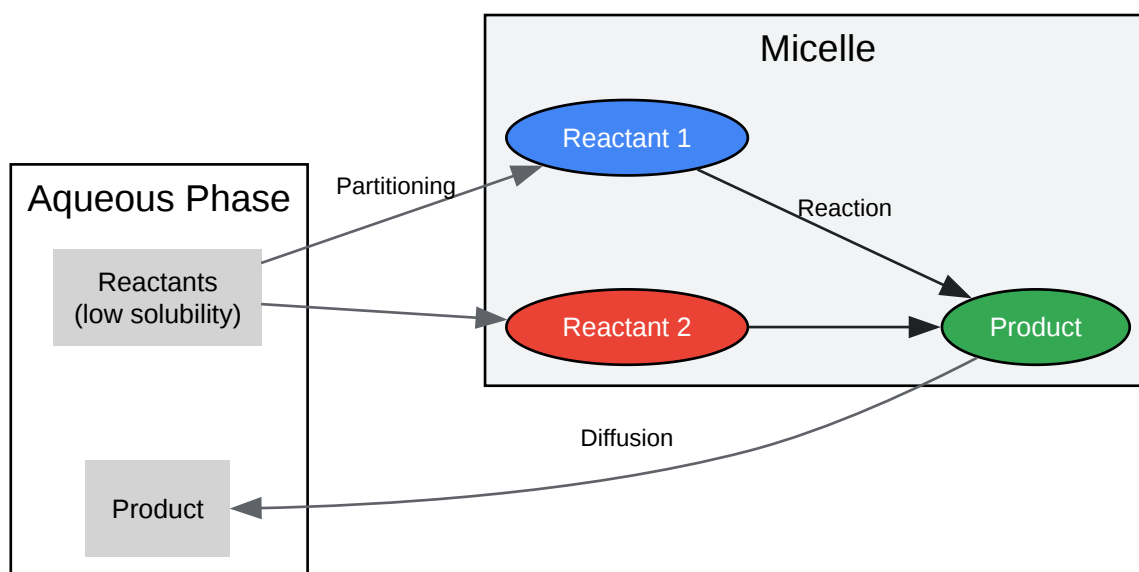 Micelle
Reactant 1
Partitioning
Aqueous Phase
Reaction
Reactants
(low solubility)
Reactant 2
Product
Diffusion
Product